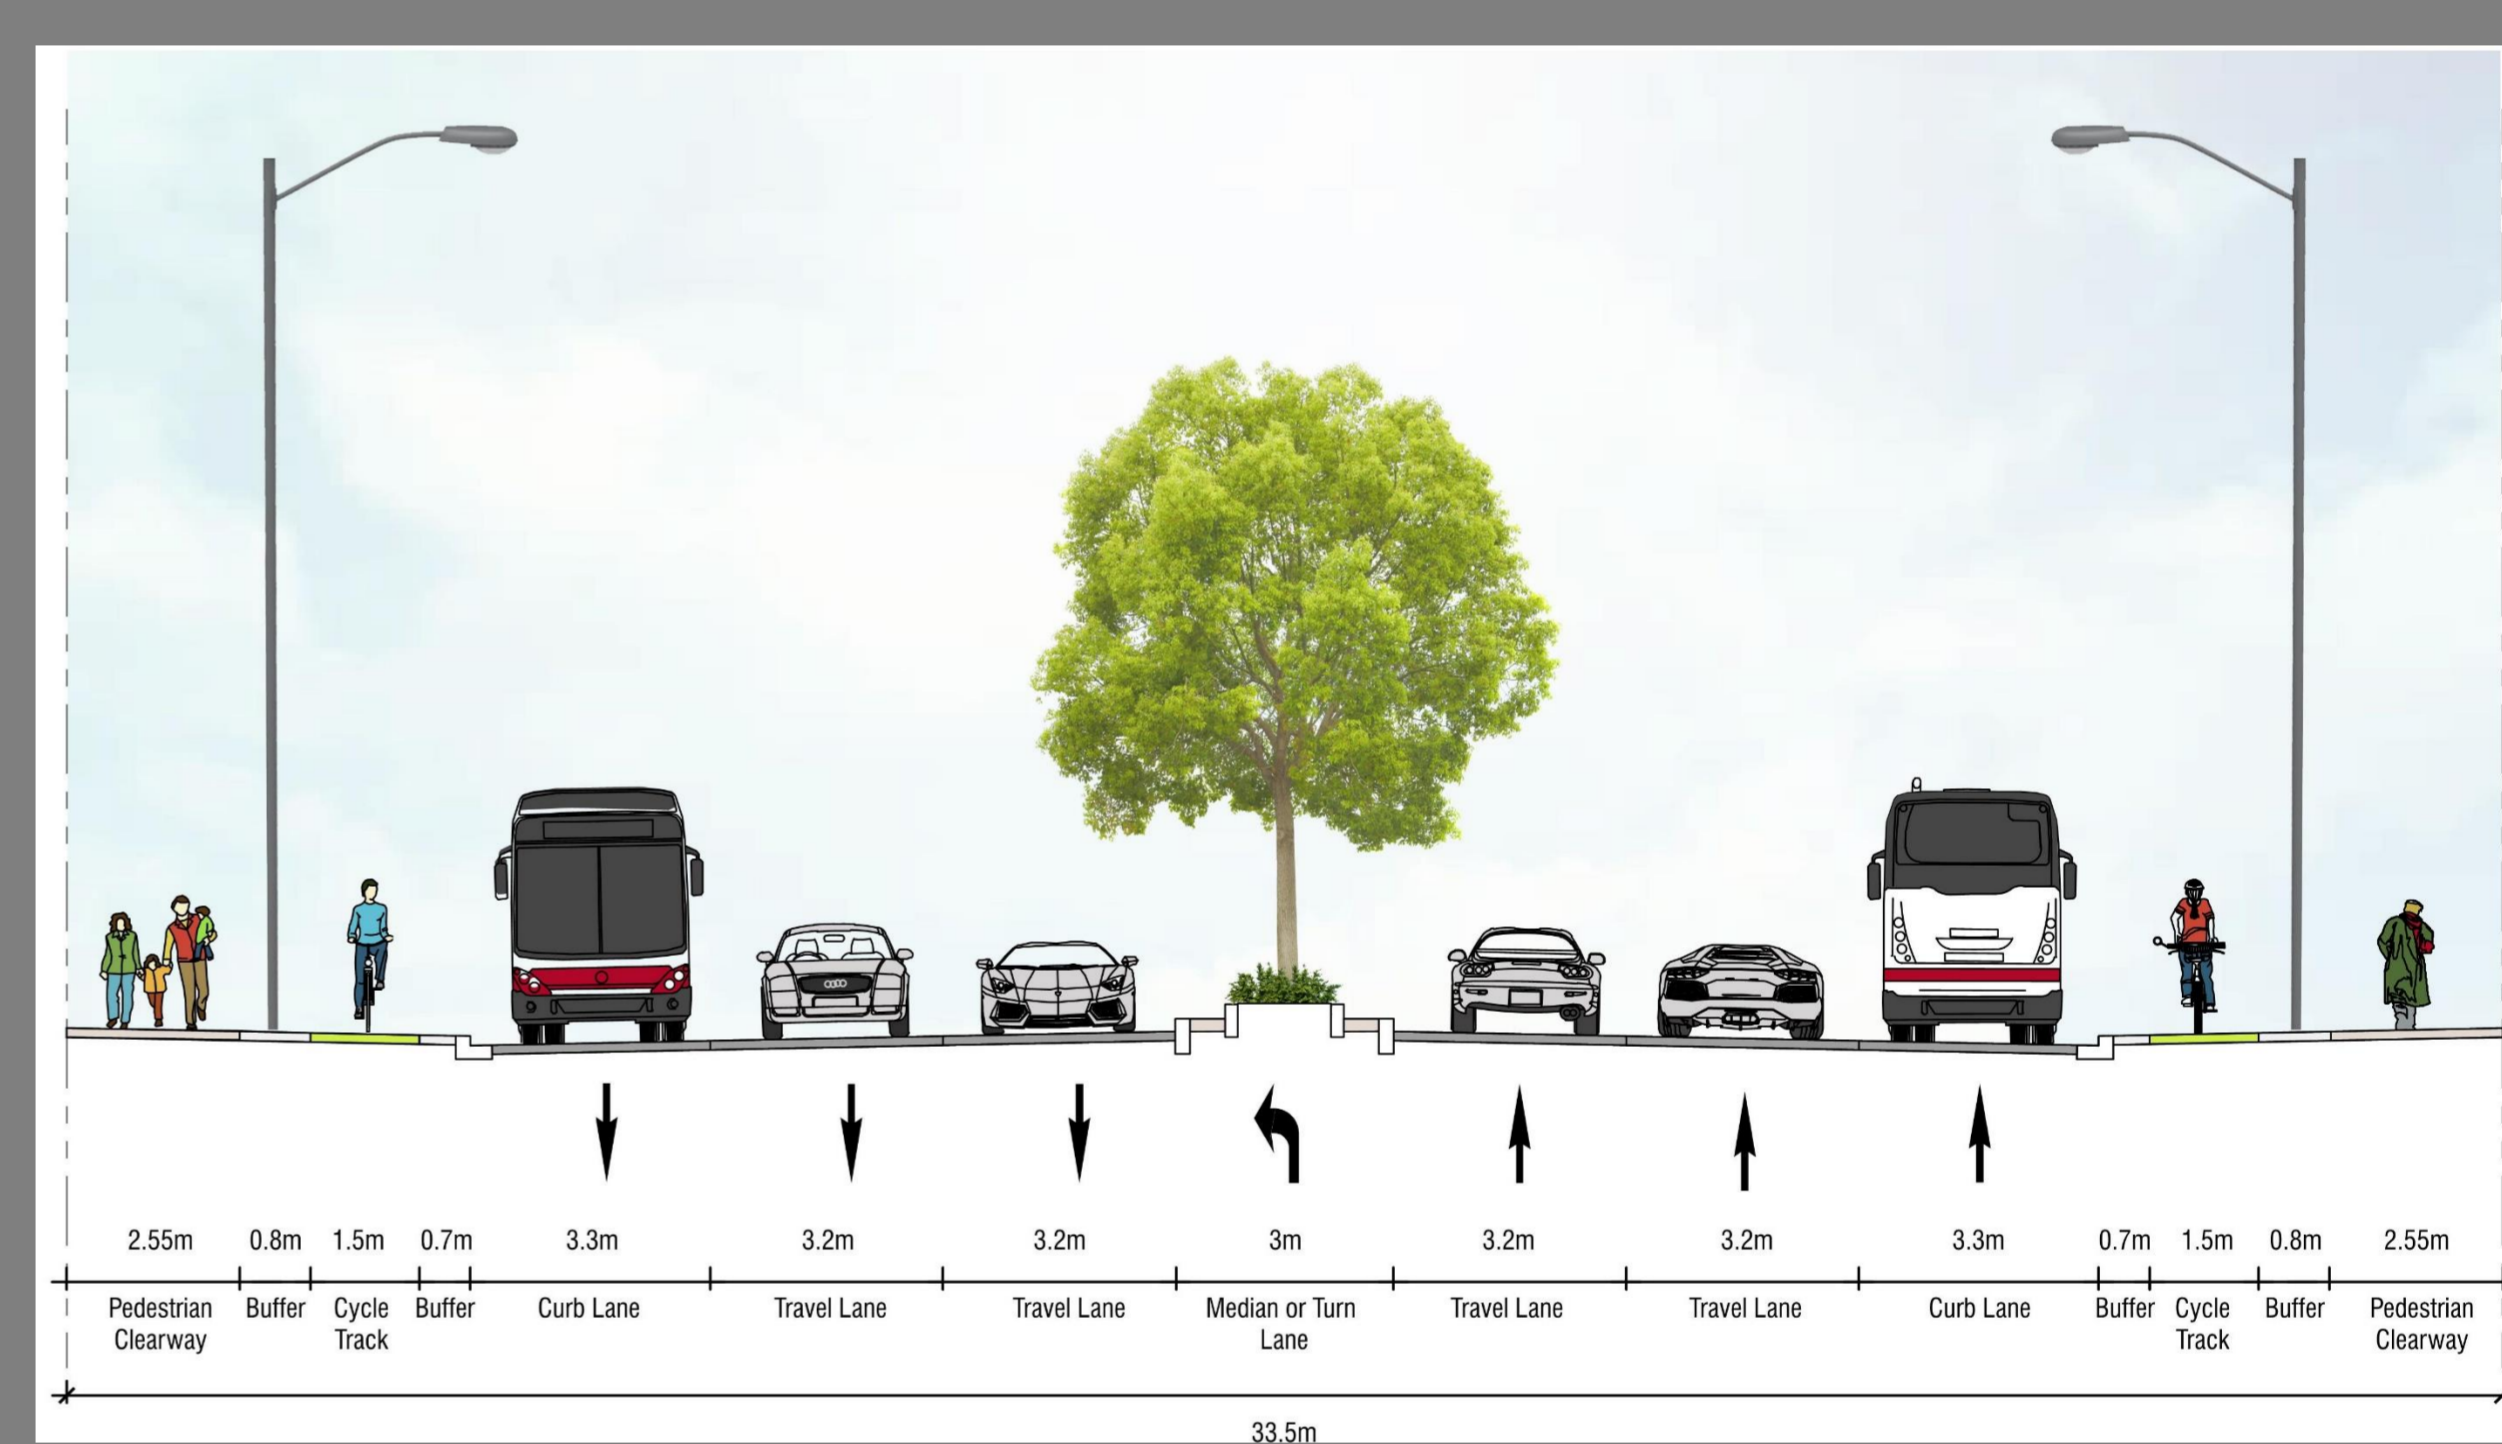 2.55m 0.8m 1.5m 0.7m 3.3m 3.2m 3.2m 3m 3.2m 3.2m 3.3m 0.7m 1.5m 0.8m 2.55m
Pedestrian Buffer Cycle Buffer Curb Lane Travel Lane Travel Lane Median or Turn Travel Lane Travel Lane Curb Lane Buffer Cycle Buffer Pedestrian
Clearway Track Lane Track Clearway
33.5m